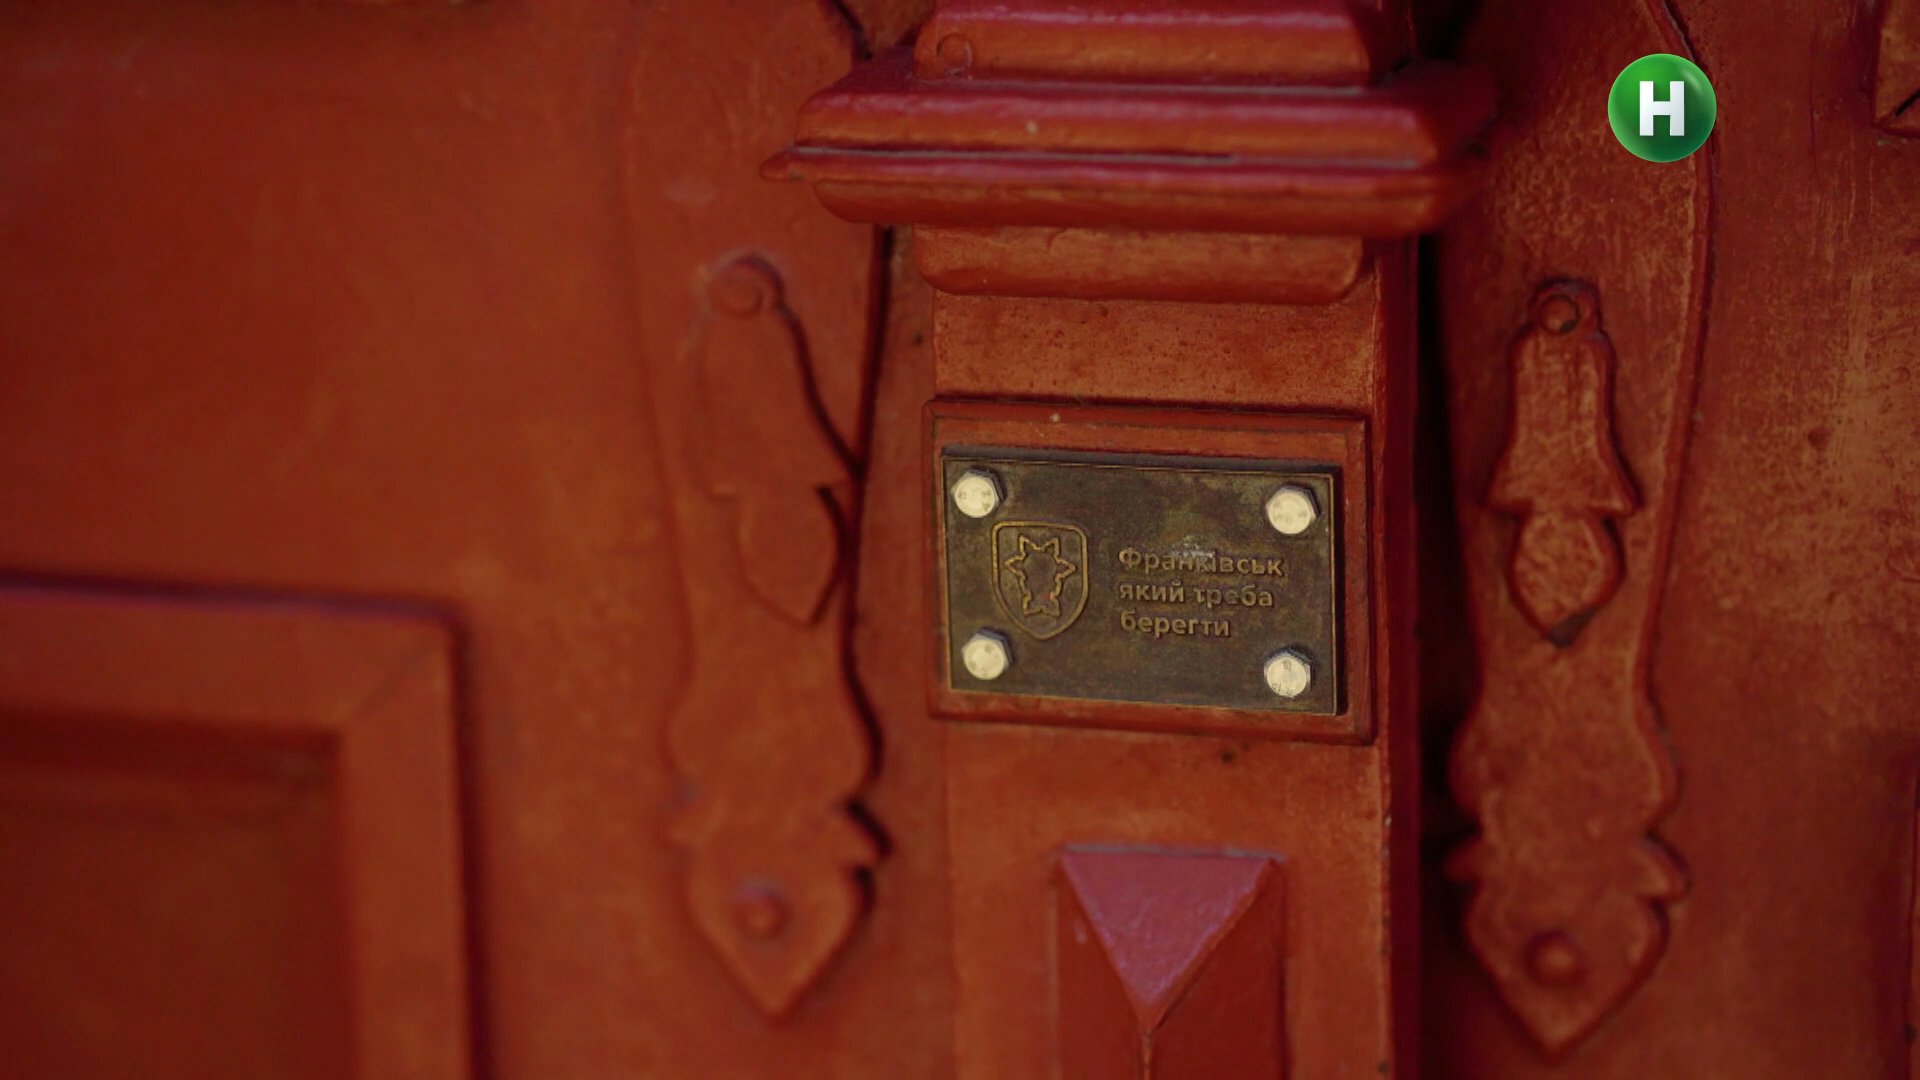 Н
Франківськ
який треба
берегти